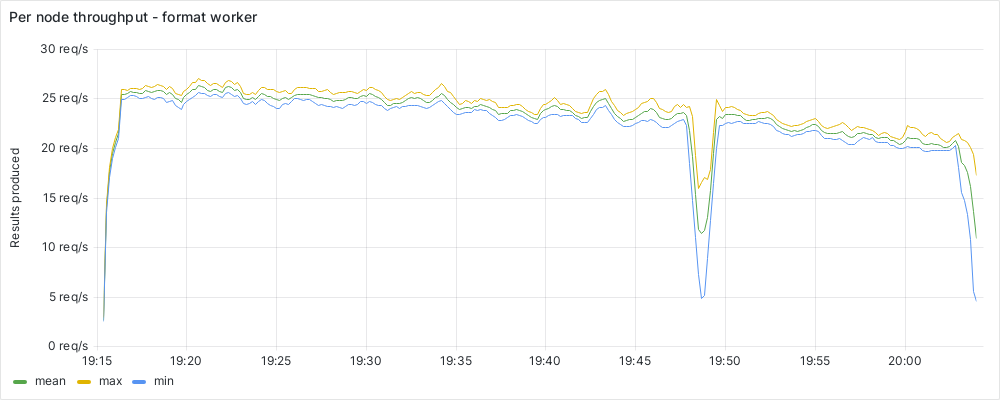 Per node throughput - format worker
Results produced
30 req/s
25 req/s
20 req/s
15 req/s
10 req/s
5 req/s
0 req/s
19:15 19:20 19:25 19:30 19:35 19:40 19:45 19:50 19:55 20:00
mean max min